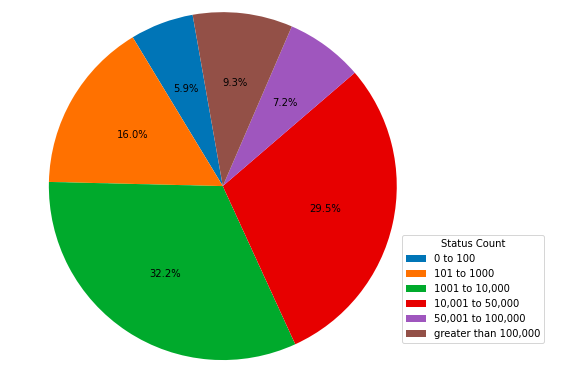 9.3%
5.9%
7.2%
16.0%
29.5%
32.2%
Status Count
0 to 100
101 to 1000
1001 to 10,000
10,001 to 50,000
50,001 to 100,000
greater than 100,000